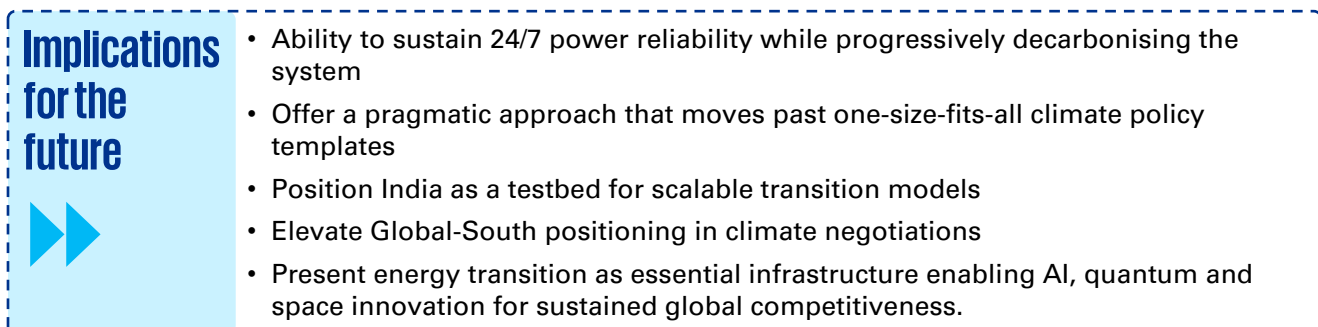 Implications
for the
future
• Ability to sustain 24/7 power reliability while progressively decarbonising the
system
• Offer a pragmatic approach that moves past one-size-fits-all climate policy
templates
• Position India as a testbed for scalable transition models
• Elevate Global-South positioning in climate negotiations
• Present energy transition as essential infrastructure enabling AI, quantum and
space innovation for sustained global competitiveness.